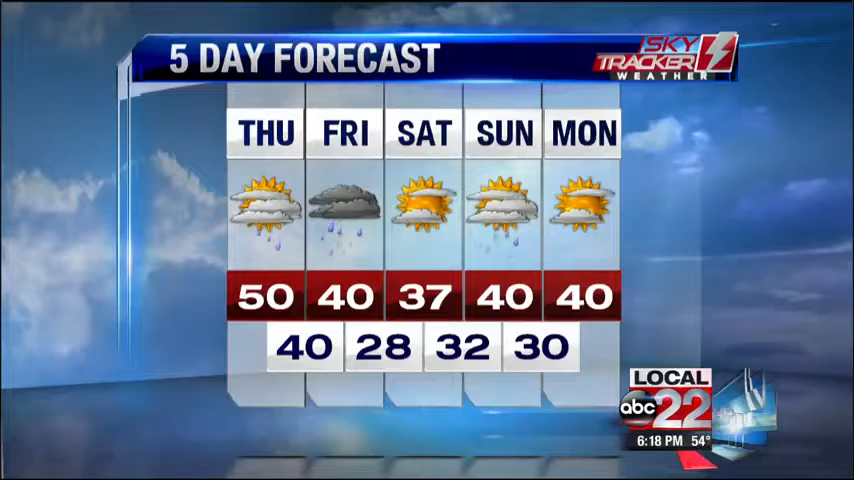 5 DAY FORECAST
SKY
TRACKER
WEATHER
THU FRI SAT SUN MON
50 40 37 40 40
40 28 32 30
LOCAL
abc 22
6:18 PM 54°